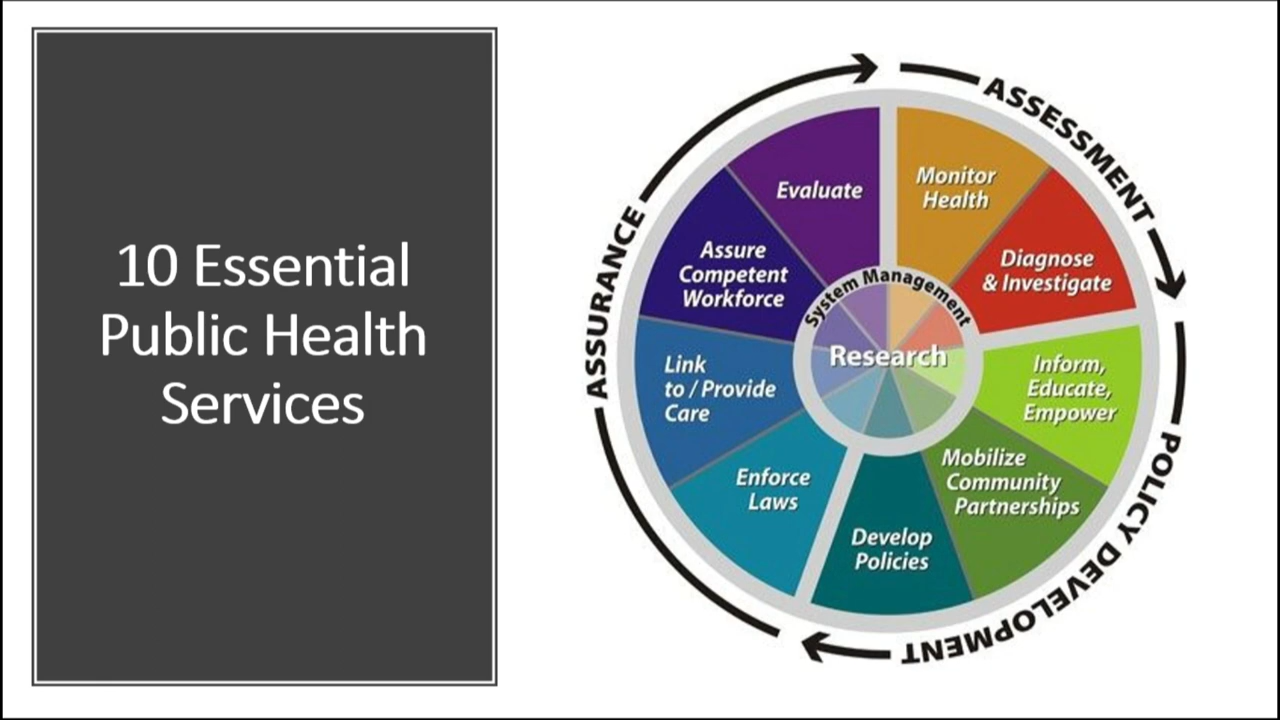 10 Essential
Public Health
Services
ASSESSMENT
POLICY DEVELOPMENT
ASSURANCE
Monitor
Health
Diagnose
& Investigate
Inform,
Educate,
Empower
Mobilize
Community
Partnerships
Develop
Policies
Enforce
Laws
Link
to / Provide
Care
Assure
Competent
Workforce
Evaluate
System Management
Research